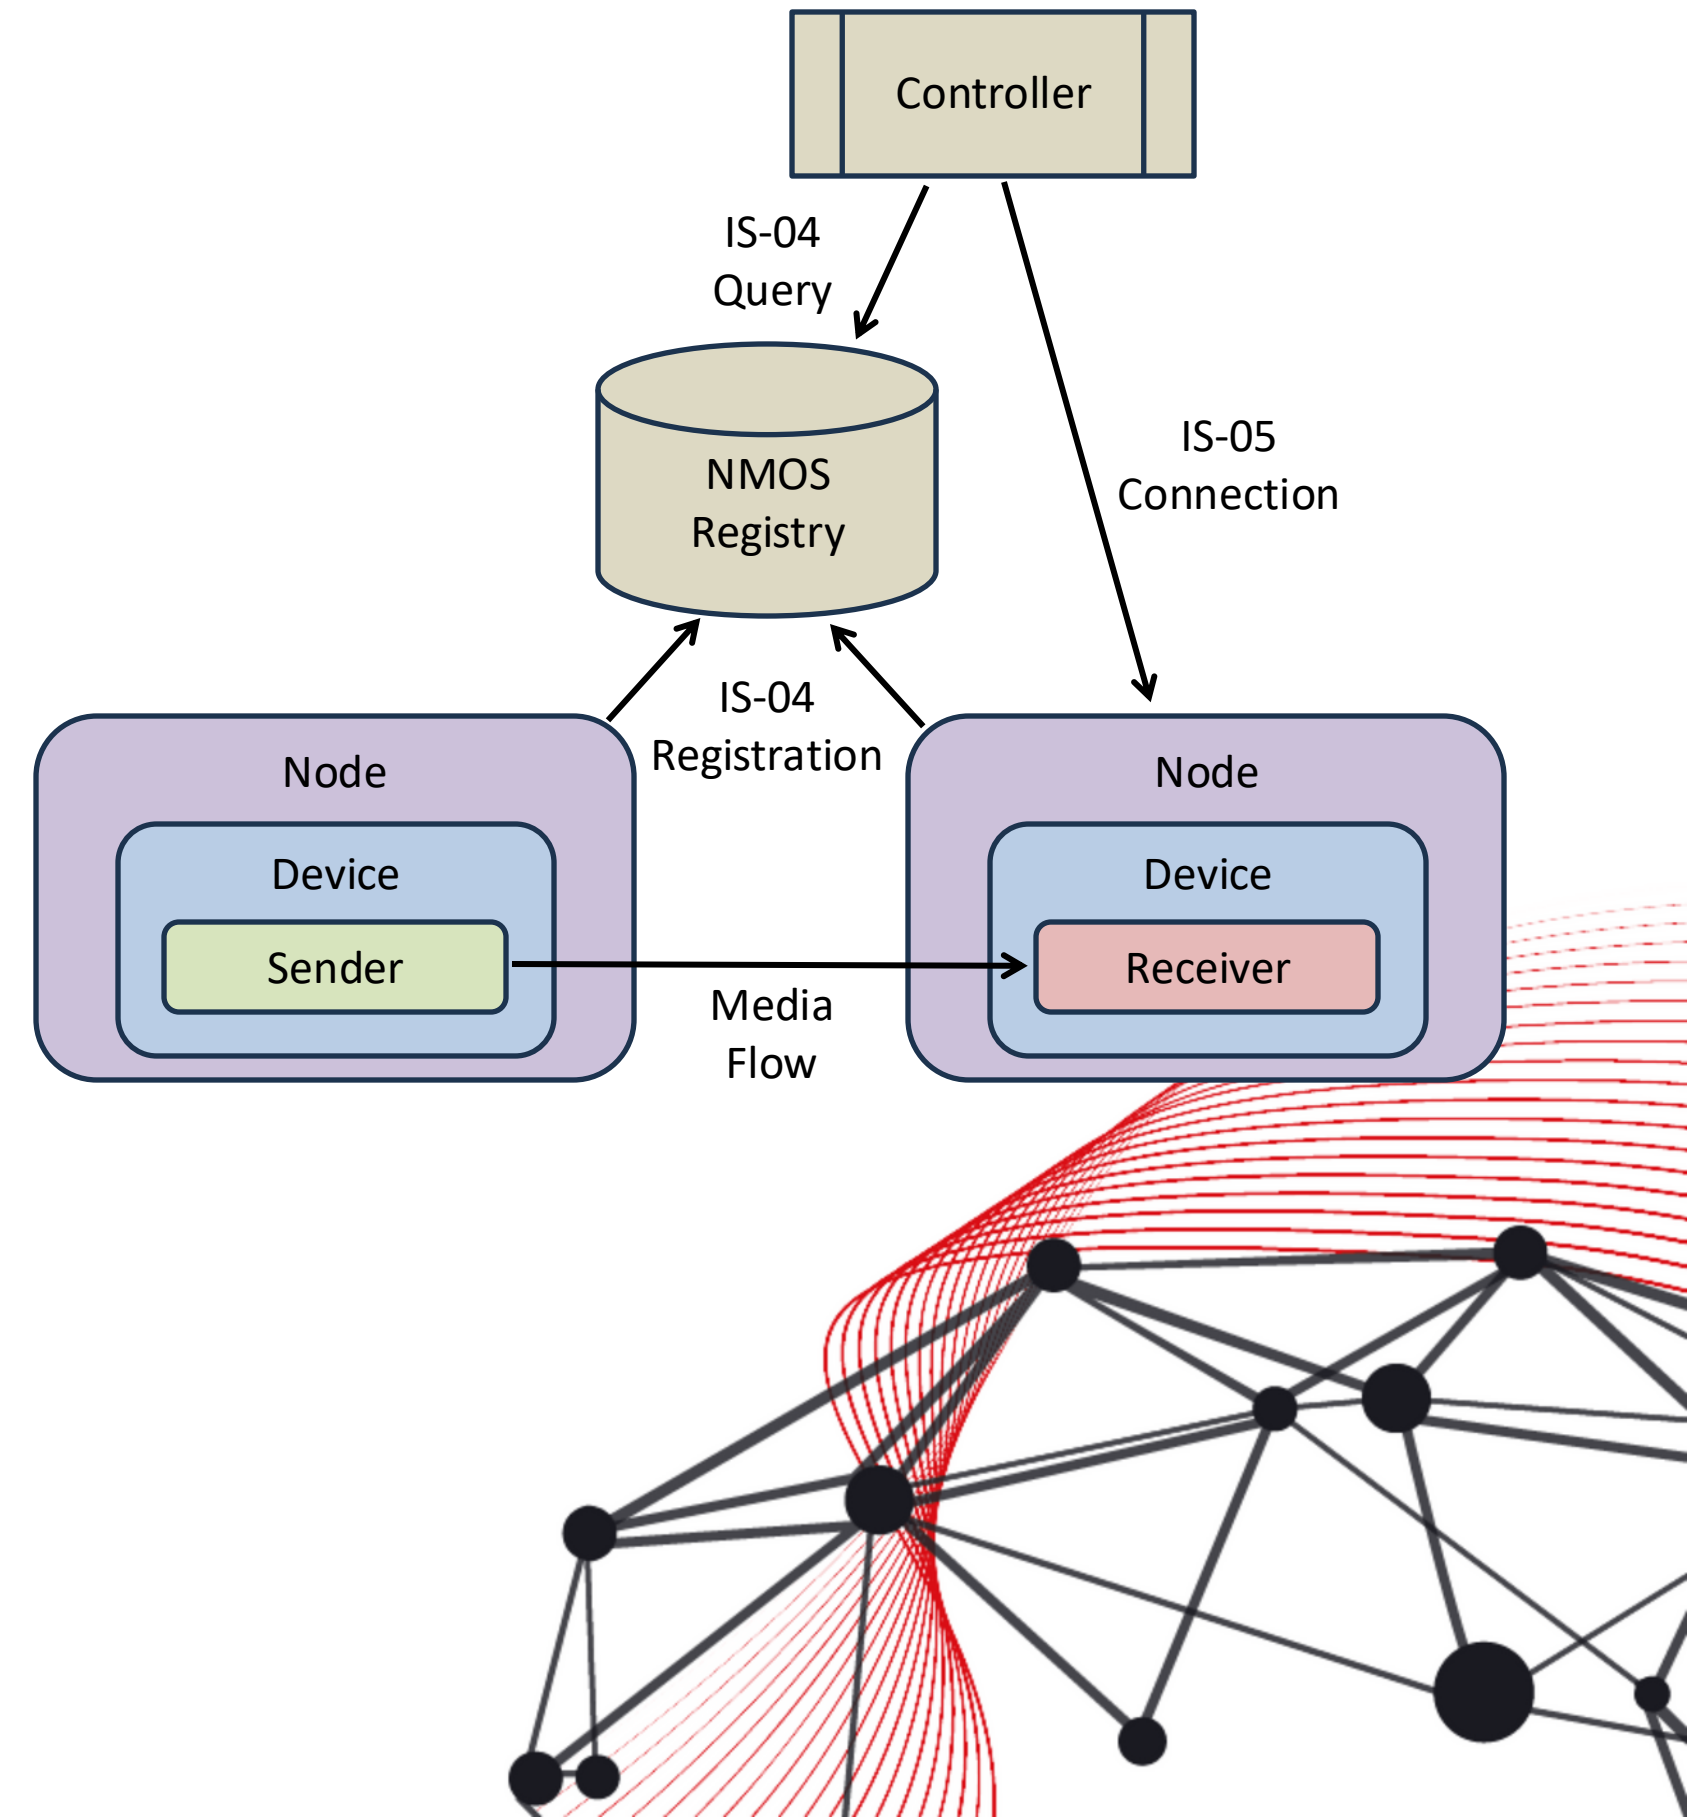 Controller
IS-04
Query
IS-05
Connection
NMOS
Registry
IS-04
Registration
Node
Device
Sender
Media
Flow
Node
Device
Receiver